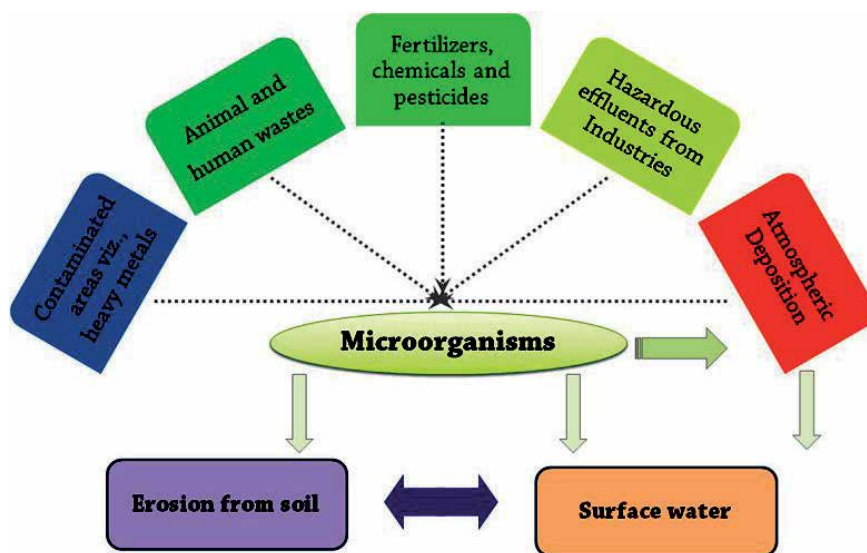 Fertilizers,
chemicals and
pesticides
Animal and
human wastes
Hazardous
effluents from
Industries
Contaminated
areas viz.,
heavy metals
Atmospheric
Deposition
Microorganisms
Erosion from soil
Surface water